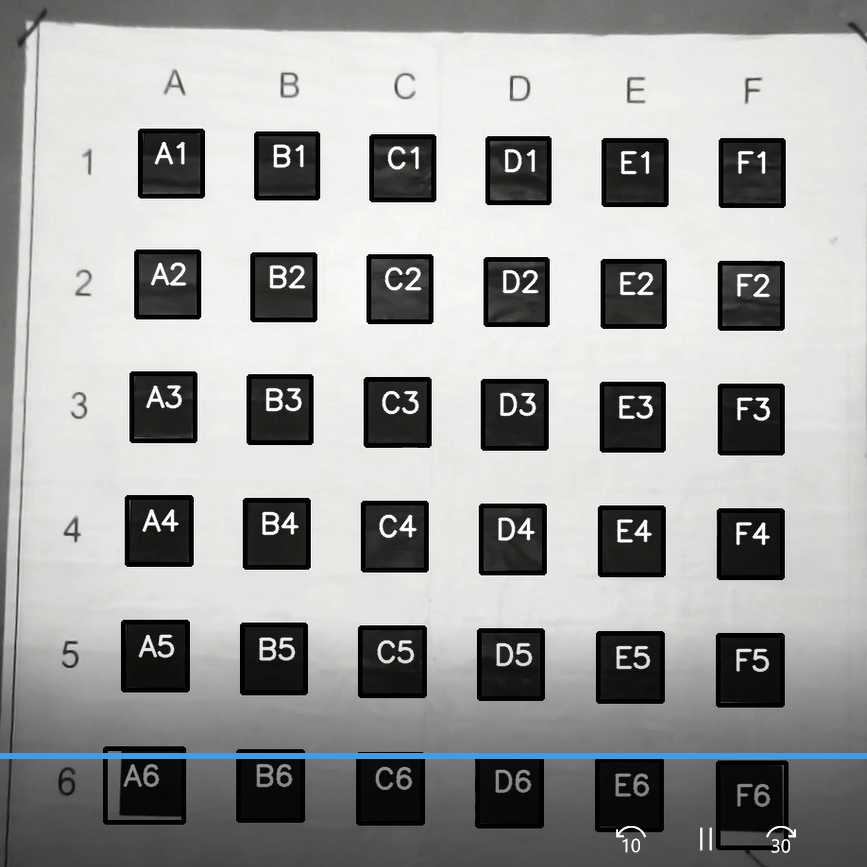 A B C D E F
1 A1 B1 C1 D1 E1 F1
2 A2 B2 C2 D2 E2 F2
3 A3 B3 C3 D3 E3 F3
4 A4 B4 C4 D4 E4 F4
5 A5 B5 C5 D5 E5 F5
6 A6 B6 C6 D6 E6 F6
10 30